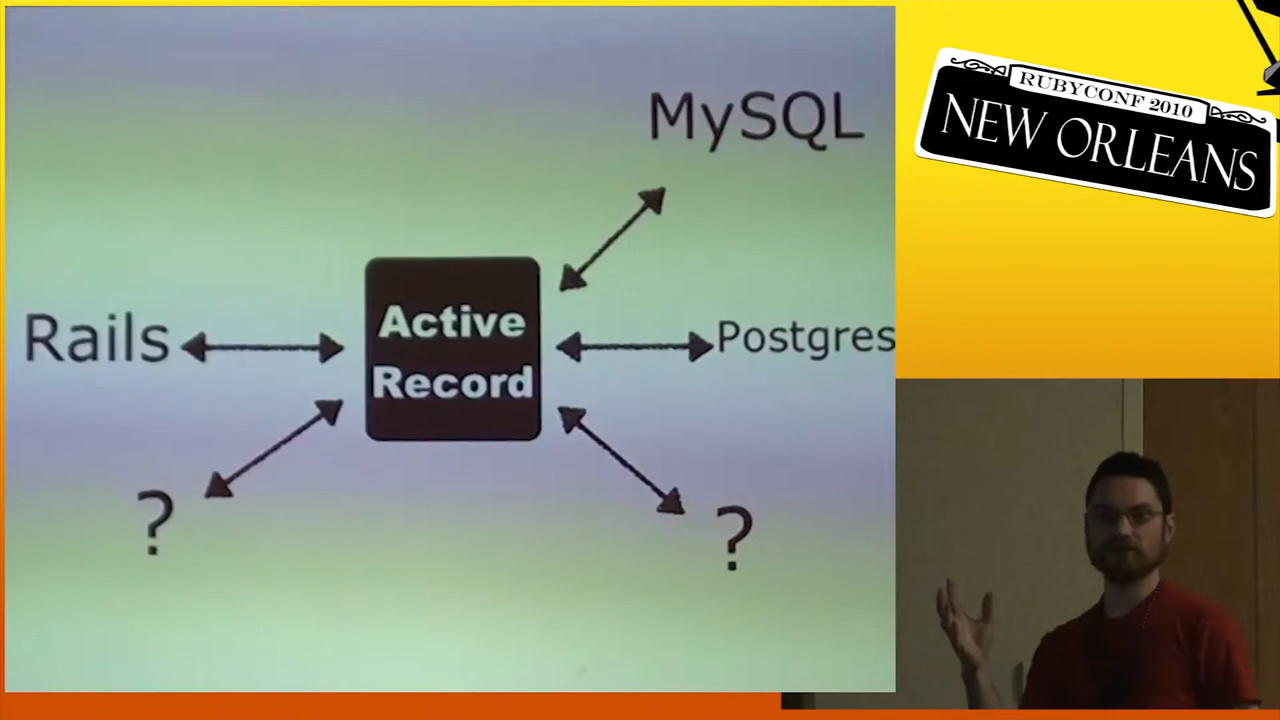 MySQL
Rails
Active
Record
Postgres
?
?
RUBYCONF 2010
NEW ORLEANS